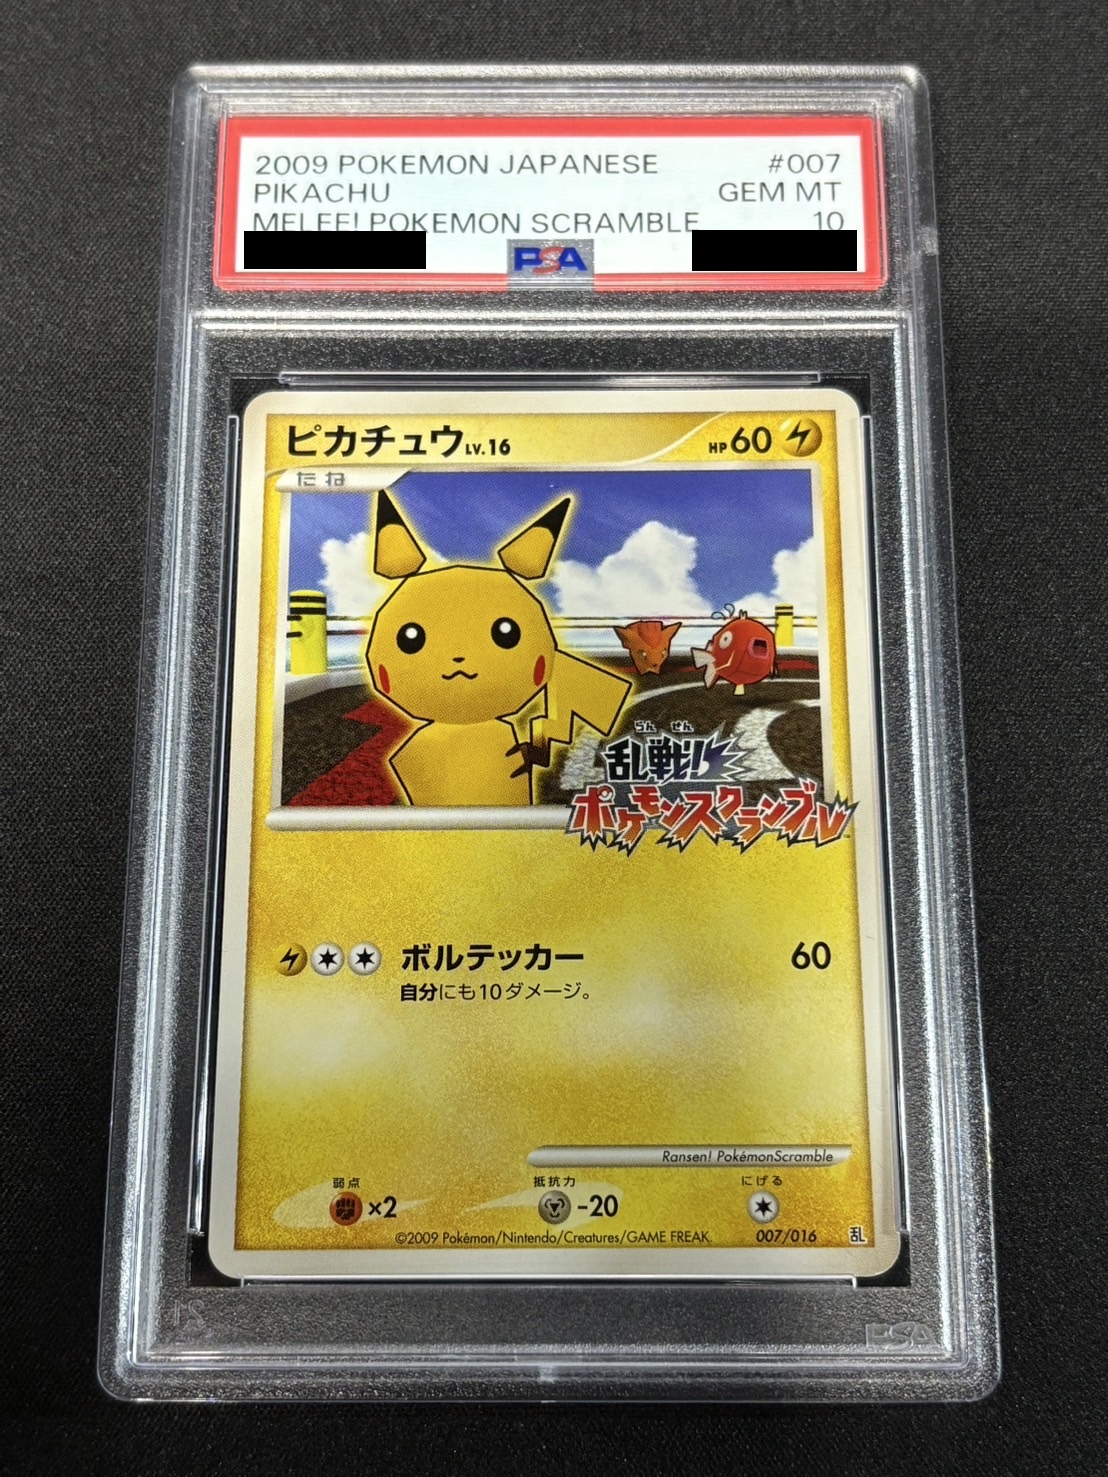 2009 POKEMON JAPANESE #007
PIKACHU GEM MT
MELEE! POKEMON SCRAMBLE 10
PSA
ピカチュウ LV.16 HP 60
たね
らん せん
乱戦!
ポケモンスクランブル
ボルテッカー 60
自分にも10ダメージ。
Ransen! PokémonScramble
弱点 抵抗力 にげる
×2 -20
©2009 Pokémon/Nintendo/Creatures/GAME FREAK. 007/016 乱
PSA